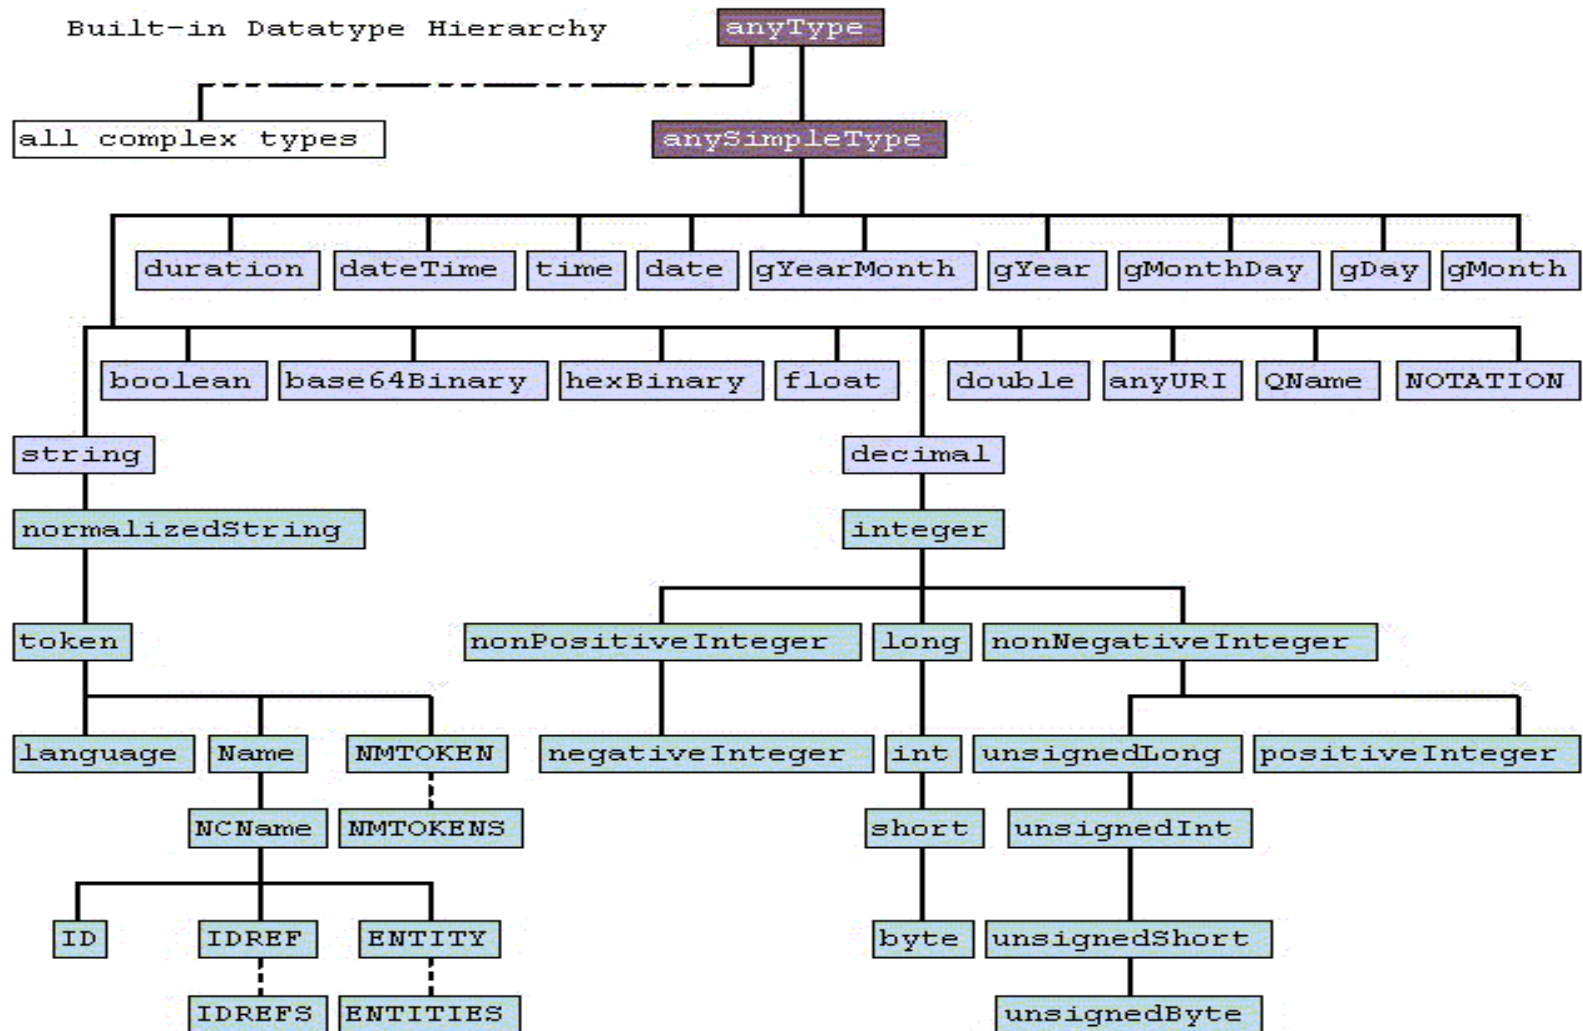 Built-in Datatype Hierarchy anyType
all complex types anySimpleType
duration dateTime time date gYearMonth gYear gMonthDay gDay gMonth
boolean base64Binary hexBinary float double anyURI QName NOTATION
string decimal
normalizedString integer
token nonPositiveInteger long nonNegativeInteger
language Name NMTOKEN negativeInteger int unsignedLong positiveInteger
NCName NMTOKENS short unsignedInt
ID IDREF ENTITY byte unsignedShort
IDREFS ENTITIES unsignedByte